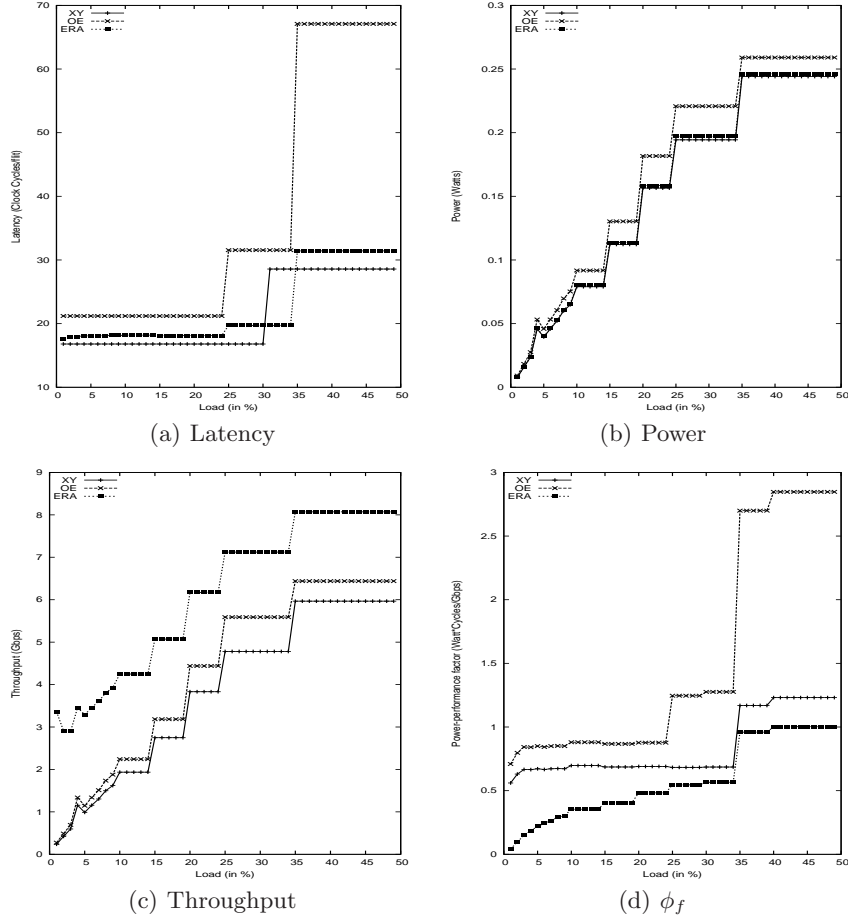 XY
OE
ERA
70
60
50
40
30
20
10
Latency (Clock Cycles/flit)
0 5 10 15 20 25 30 35 40 45 50
Load (in %)
(a) Latency
XY
OE
ERA
0.3
0.25
0.2
0.15
0.1
0.05
0
Power (Watts)
0 5 10 15 20 25 30 35 40 45 50
Load (in %)
(b) Power
XY
OE
ERA
9
8
7
6
5
4
3
2
1
0
Throughput (Gbps)
0 5 10 15 20 25 30 35 40 45 50
Load (in %)
(c) Throughput
XY
OE
ERA
3
2.5
2
1.5
1
0.5
0
Power-performance factor (Watt*Cycles/Gbps)
0 5 10 15 20 25 30 35 40 45 50
Load (in %)
(d) ϕ_f